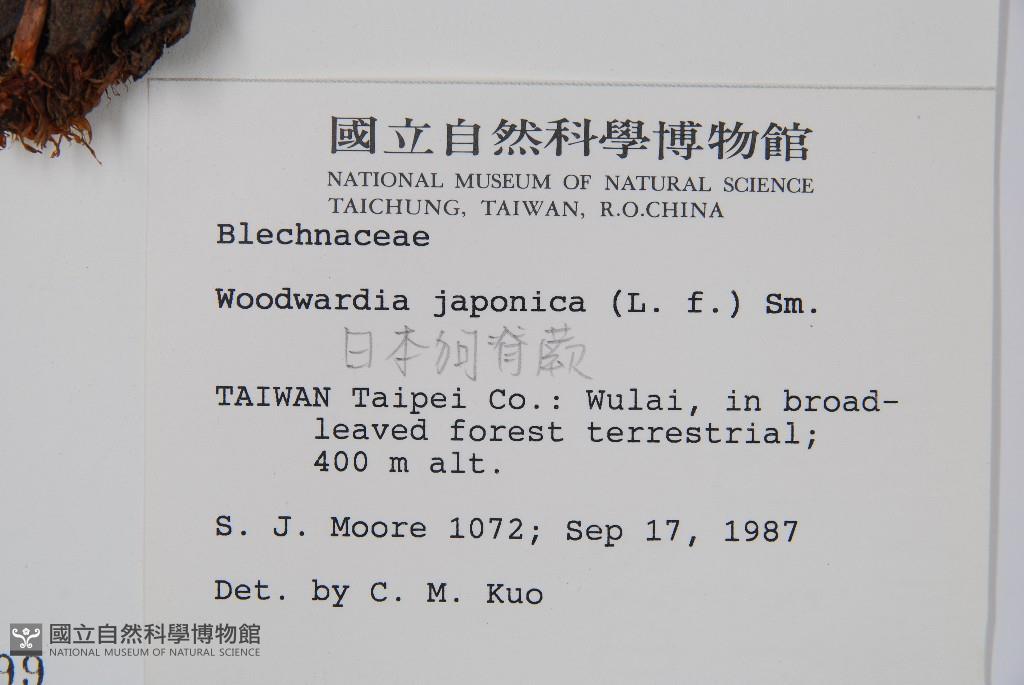 國立自然科學博物館
NATIONAL MUSEUM OF NATURAL SCIENCE
TAICHUNG, TAIWAN, R.O.CHINA
Blechnaceae
Woodwardia japonica (L. f.) Sm.
日本狗脊蕨
TAIWAN Taipei Co.: Wulai, in broad-
leaved forest terrestrial;
400 m alt.
S. J. Moore 1072; Sep 17, 1987
Det. by C. M. Kuo
國立自然科學博物館
NATIONAL MUSEUM OF NATURAL SCIENCE
99